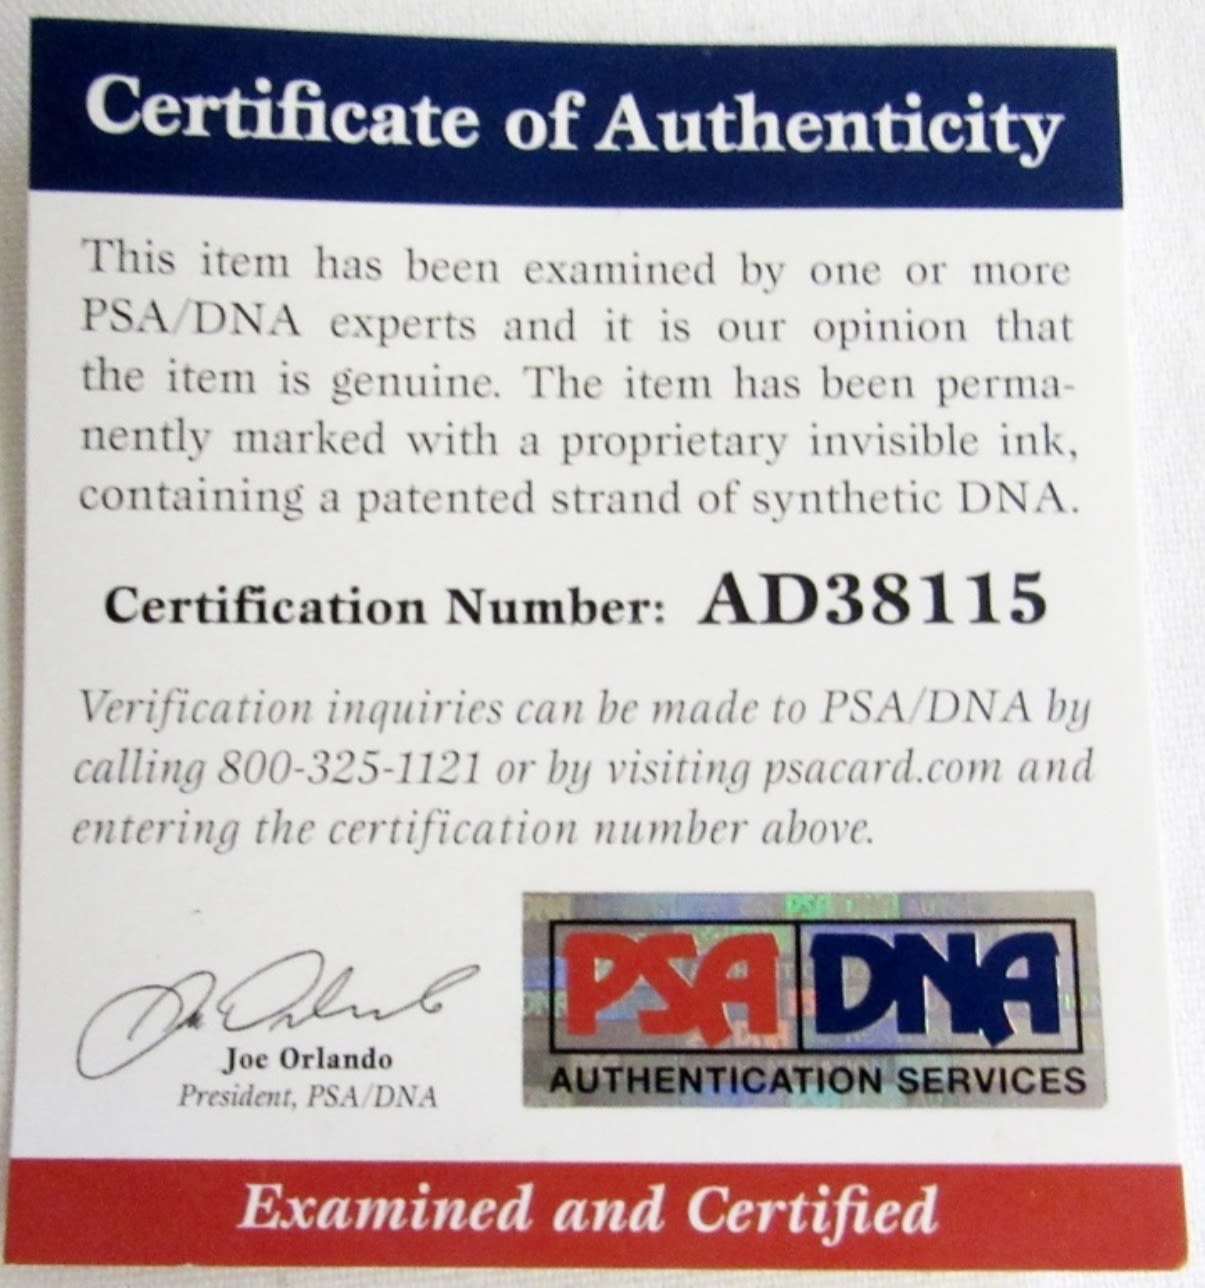 Certificate of Authenticity
This item has been examined by one or more
PSA/DNA experts and it is our opinion that
the item is genuine. The item has been perma-
nently marked with a proprietary invisible ink,
containing a patented strand of synthetic DNA.
Certification Number: AD38115
Verification inquiries can be made to PSA/DNA by
calling 800-325-1121 or by visiting psacard.com and
entering the certification number above.
Joe Orlando
President, PSA/DNA
PSA DNA
AUTHENTICATION SERVICES
Examined and Certified